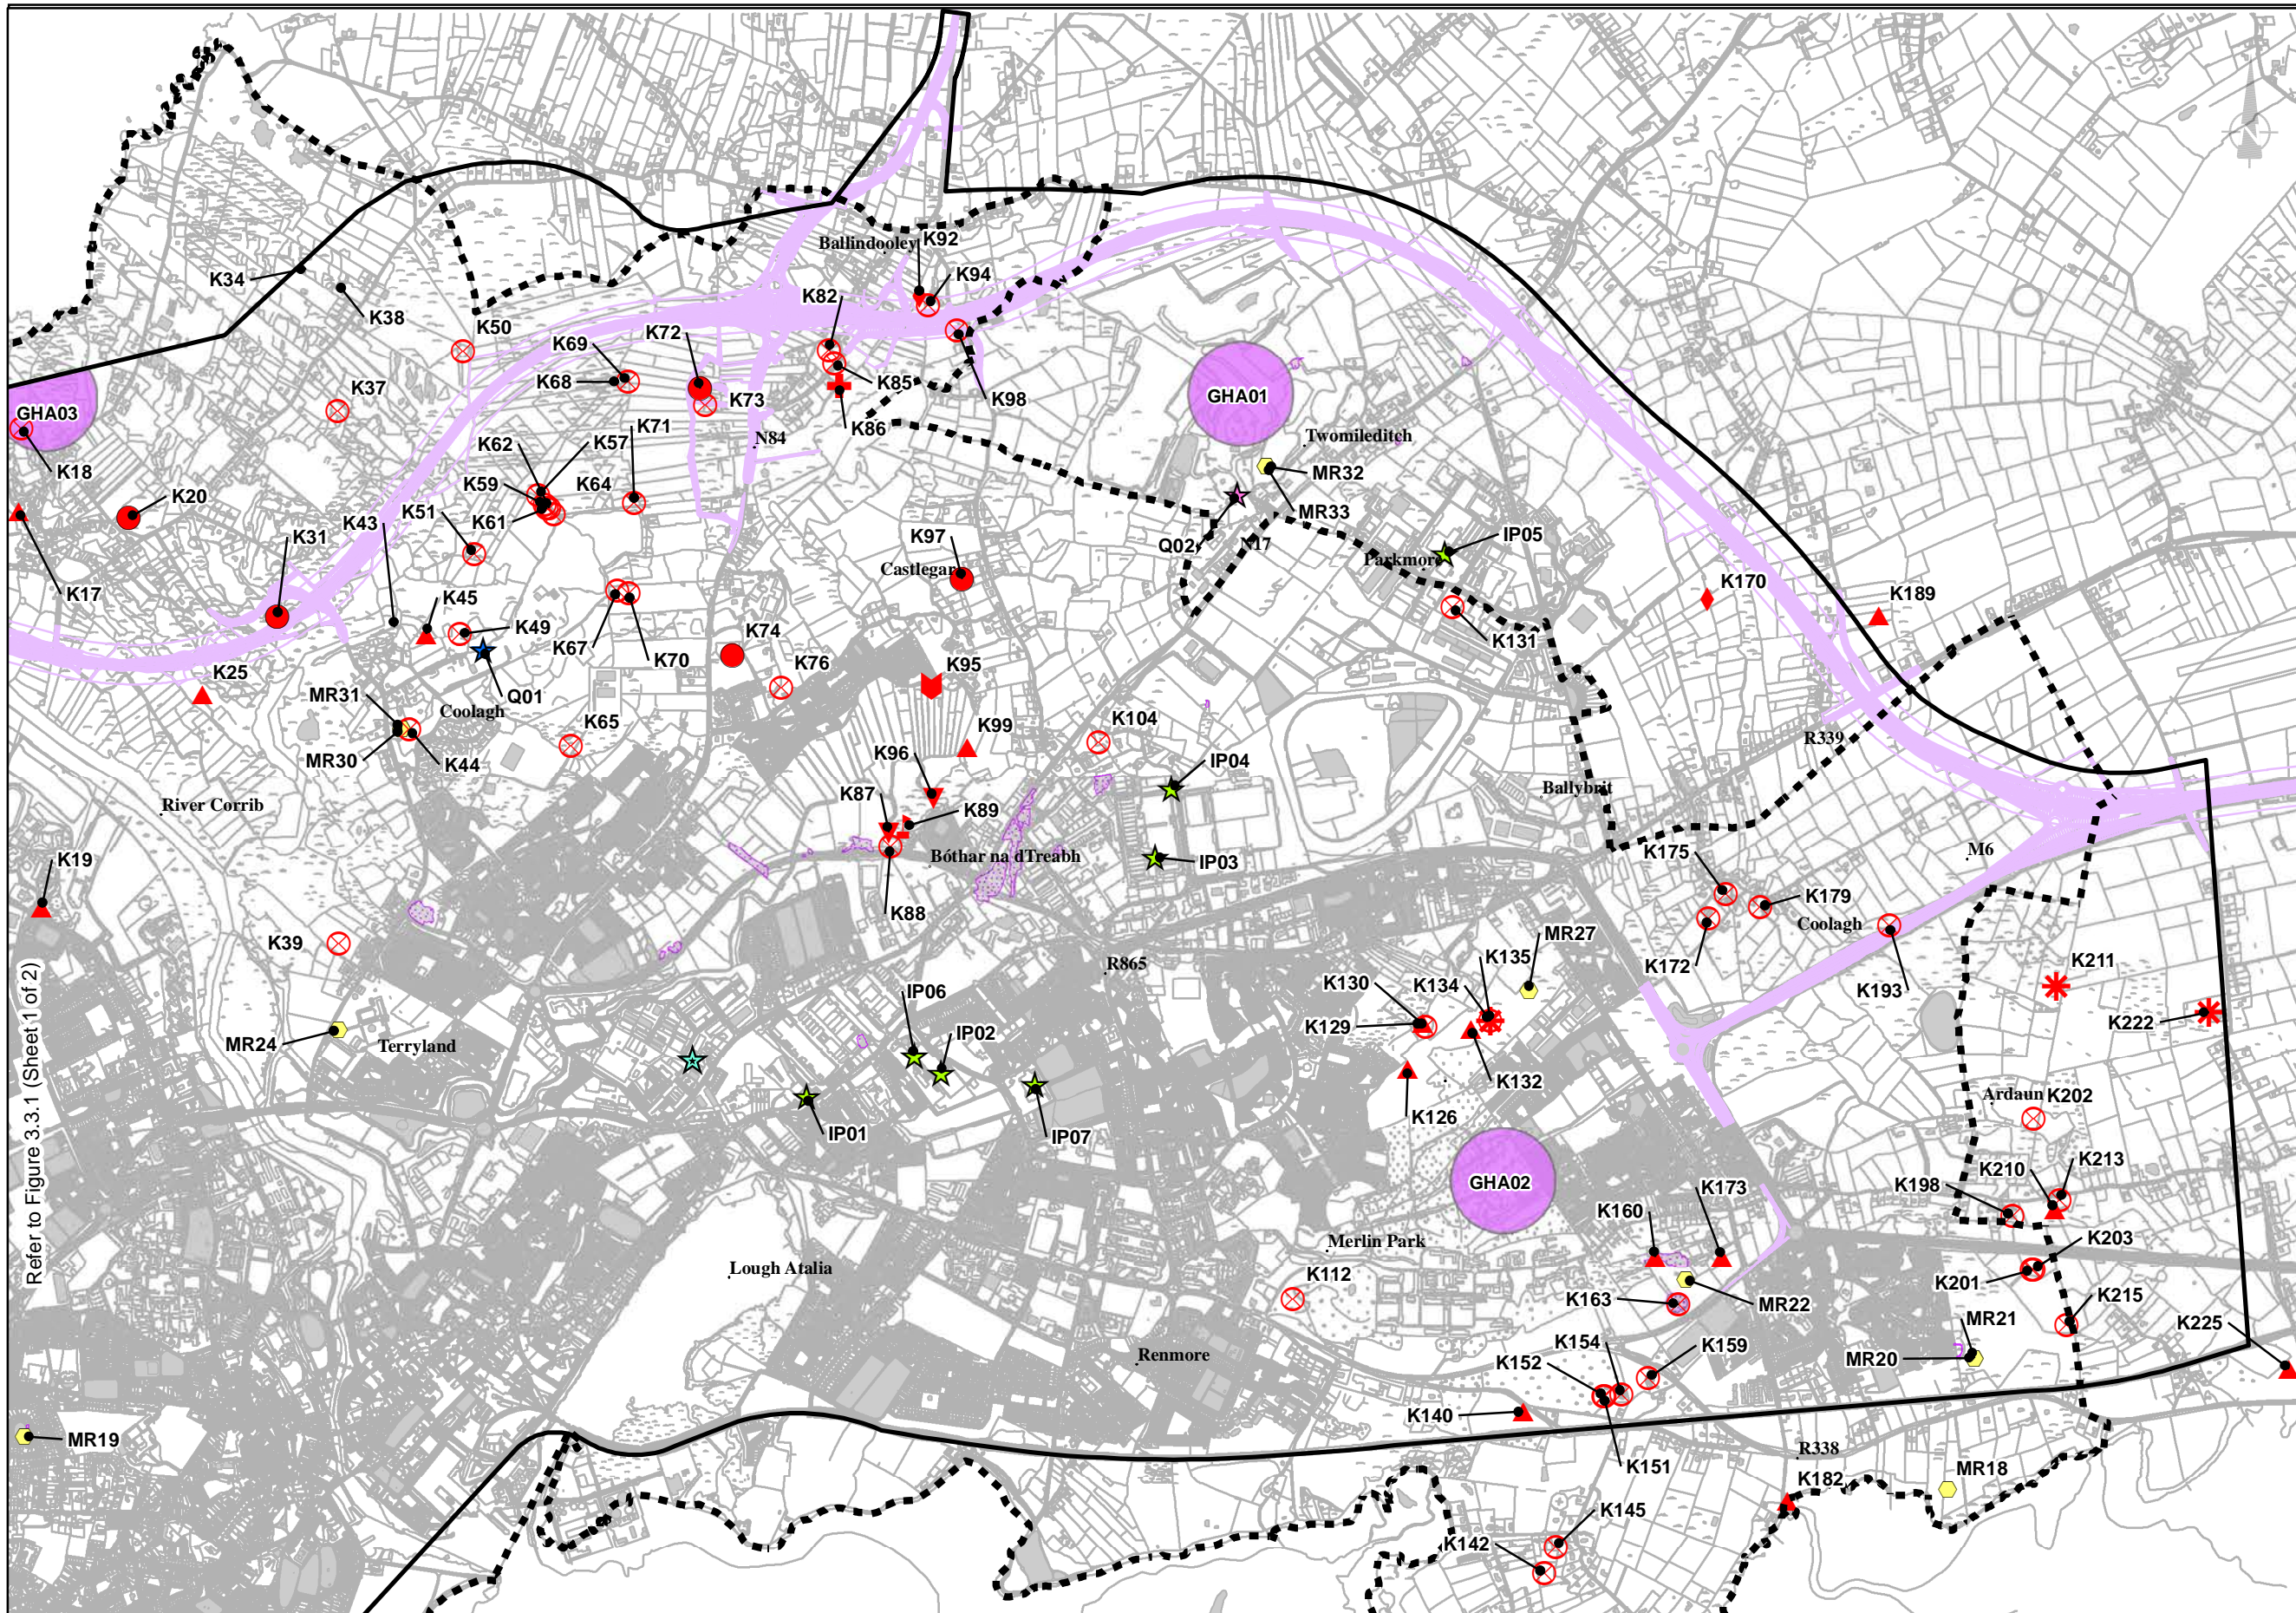 Ballindooley
K92
K34
K94
K82
K38
K50
K72
K69
K68
K85
K98
GHA01
K37
GHA03
K73
K86
K71
N84
Twomileditch
K62
K57
K18
MR32
K59
K64
K20
K51
K43
K61
MR33
K31
K97
Q02
N17
IP05
Castlegar
Parkmore
K17
K45
K170
K189
K49
K74
K131
K67
K70
K25
K76
K95
MR31
Q01
Coolagh
K104
R339
K65
K99
K96
MR30
K44
IP04
Ballybrit
River Corrib
K87
K89
M6
K19
Bóthar na dTreabh
IP03
K175
K179
K88
K39
Coolagh
MR27
K135
R865
K172
K211
K130
K134
K193
IP06
K129
K222
IP02
MR24
Terryland
K132
Ardaun
K202
K126
IP01
IP07
K213
K210
GHA02
K198
K173
K160
Merlin Park
K203
Lough Atalia
K201
K112
K163
MR22
K215
MR21
K225
K154
K159
Renmore
K152
MR20
K140
MR19
R338
K151
MR18
K182
K145
K142
Refer to Figure 3.3.1 (Sheet 1 of 2)
N